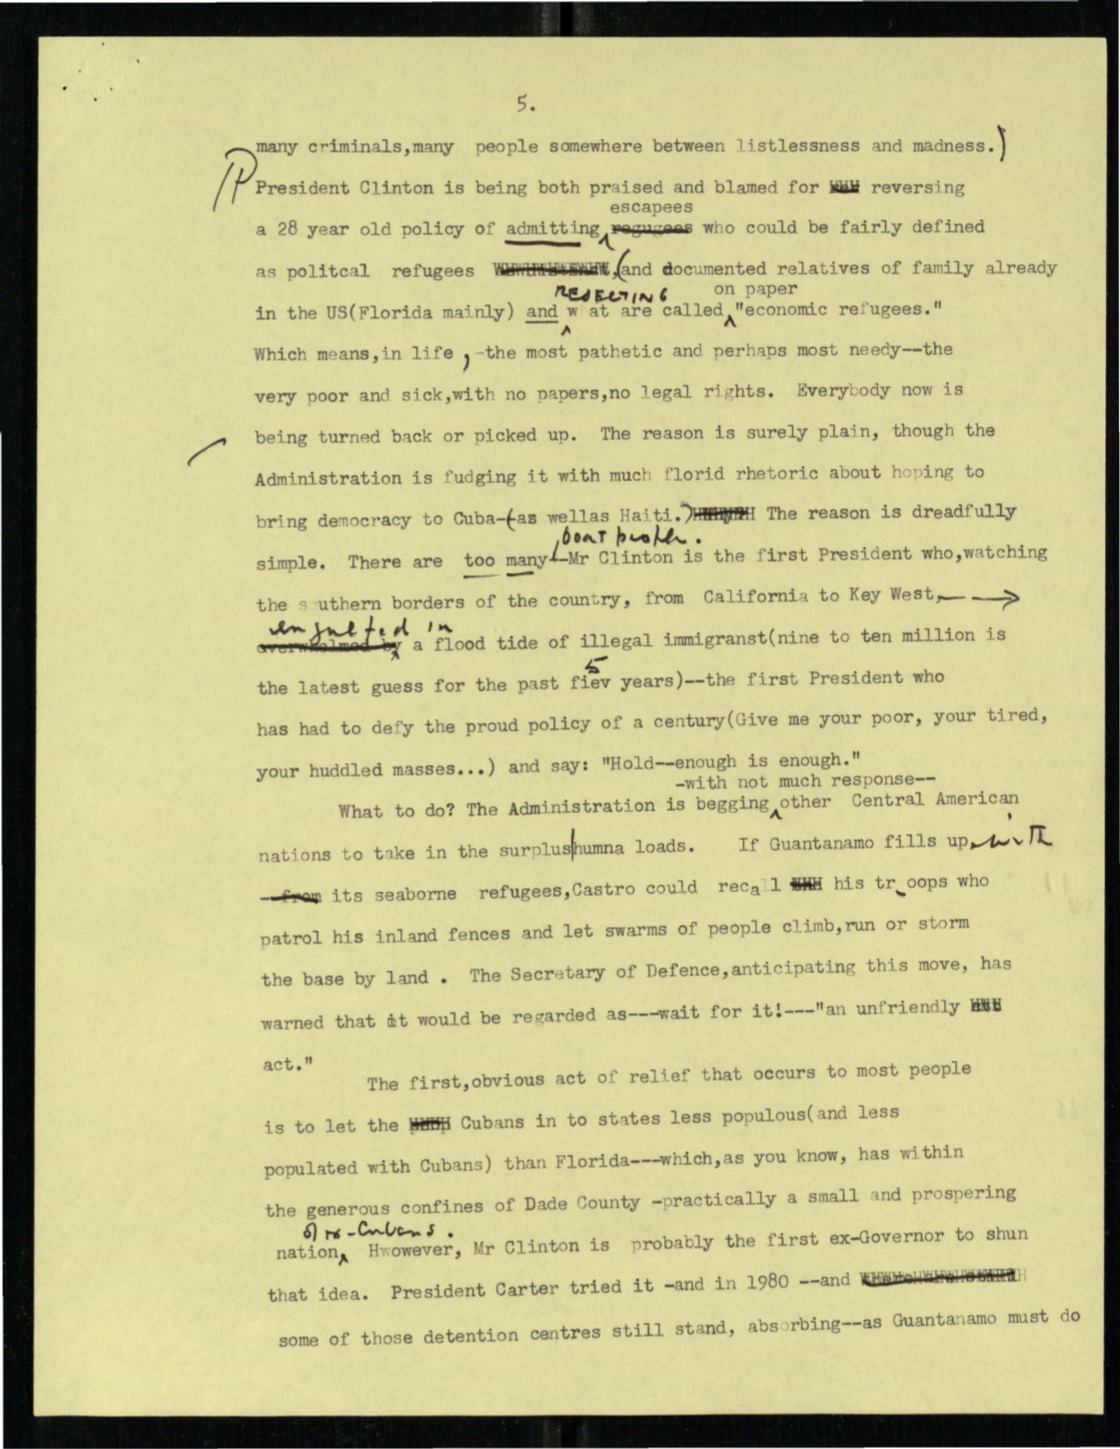 5.
many criminals,many people somewhere between listlessness and madness.)
President Clinton is being both praised and blamed for reversing
escapees
a 28 year old policy of admitting regugees who could be fairly defined
as politcal refugees ,(and documented relatives of family already
REJECTING on paper
in the US(Florida mainly) and w at are called "economic refugees."
Which means,in life , -the most pathetic and perhaps most needy--the
very poor and sick,with no papers,no legal rights. Everybody now is
being turned back or picked up. The reason is surely plain, though the
Administration is fudging it with much florid rhetoric about hoping to
bring democracy to Cuba-(as wellas Haiti.) The reason is dreadfully
boat people.
simple. There are too many--Mr Clinton is the first President who,watching
the s uthern borders of the country, from California to Key West,
engulfed in
overwhelmed by a flood tide of illegal immigranst(nine to ten million is
5
the latest guess for the past fiev years)--the first President who
has had to defy the proud policy of a century(Give me your poor, your tired,
your huddled masses...) and say: "Hold--enough is enough."
-with not much response--
What to do? The Administration is begging other Central American
nations to take in the surplus humna loads. If Guantanamo fills up with
from its seaborne refugees,Castro could recall his tr oops who
patrol his inland fences and let swarms of people climb,run or storm
the base by land . The Secretary of Defence,anticipating this move, has
warned that it would be regarded as---wait for it!---"an unfriendly
act."
The first,obvious act of relief that occurs to most people
is to let the Cubans in to states less populous(and less
populated with Cubans) than Florida---which,as you know, has within
the generous confines of Dade County -practically a small and prospering
of ex-Cubans.
nation Hwowever, Mr Clinton is probably the first ex-Governor to shun
that idea. President Carter tried it -and in 1980 --and
some of those detention centres still stand, absorbing--as Guantanamo must do